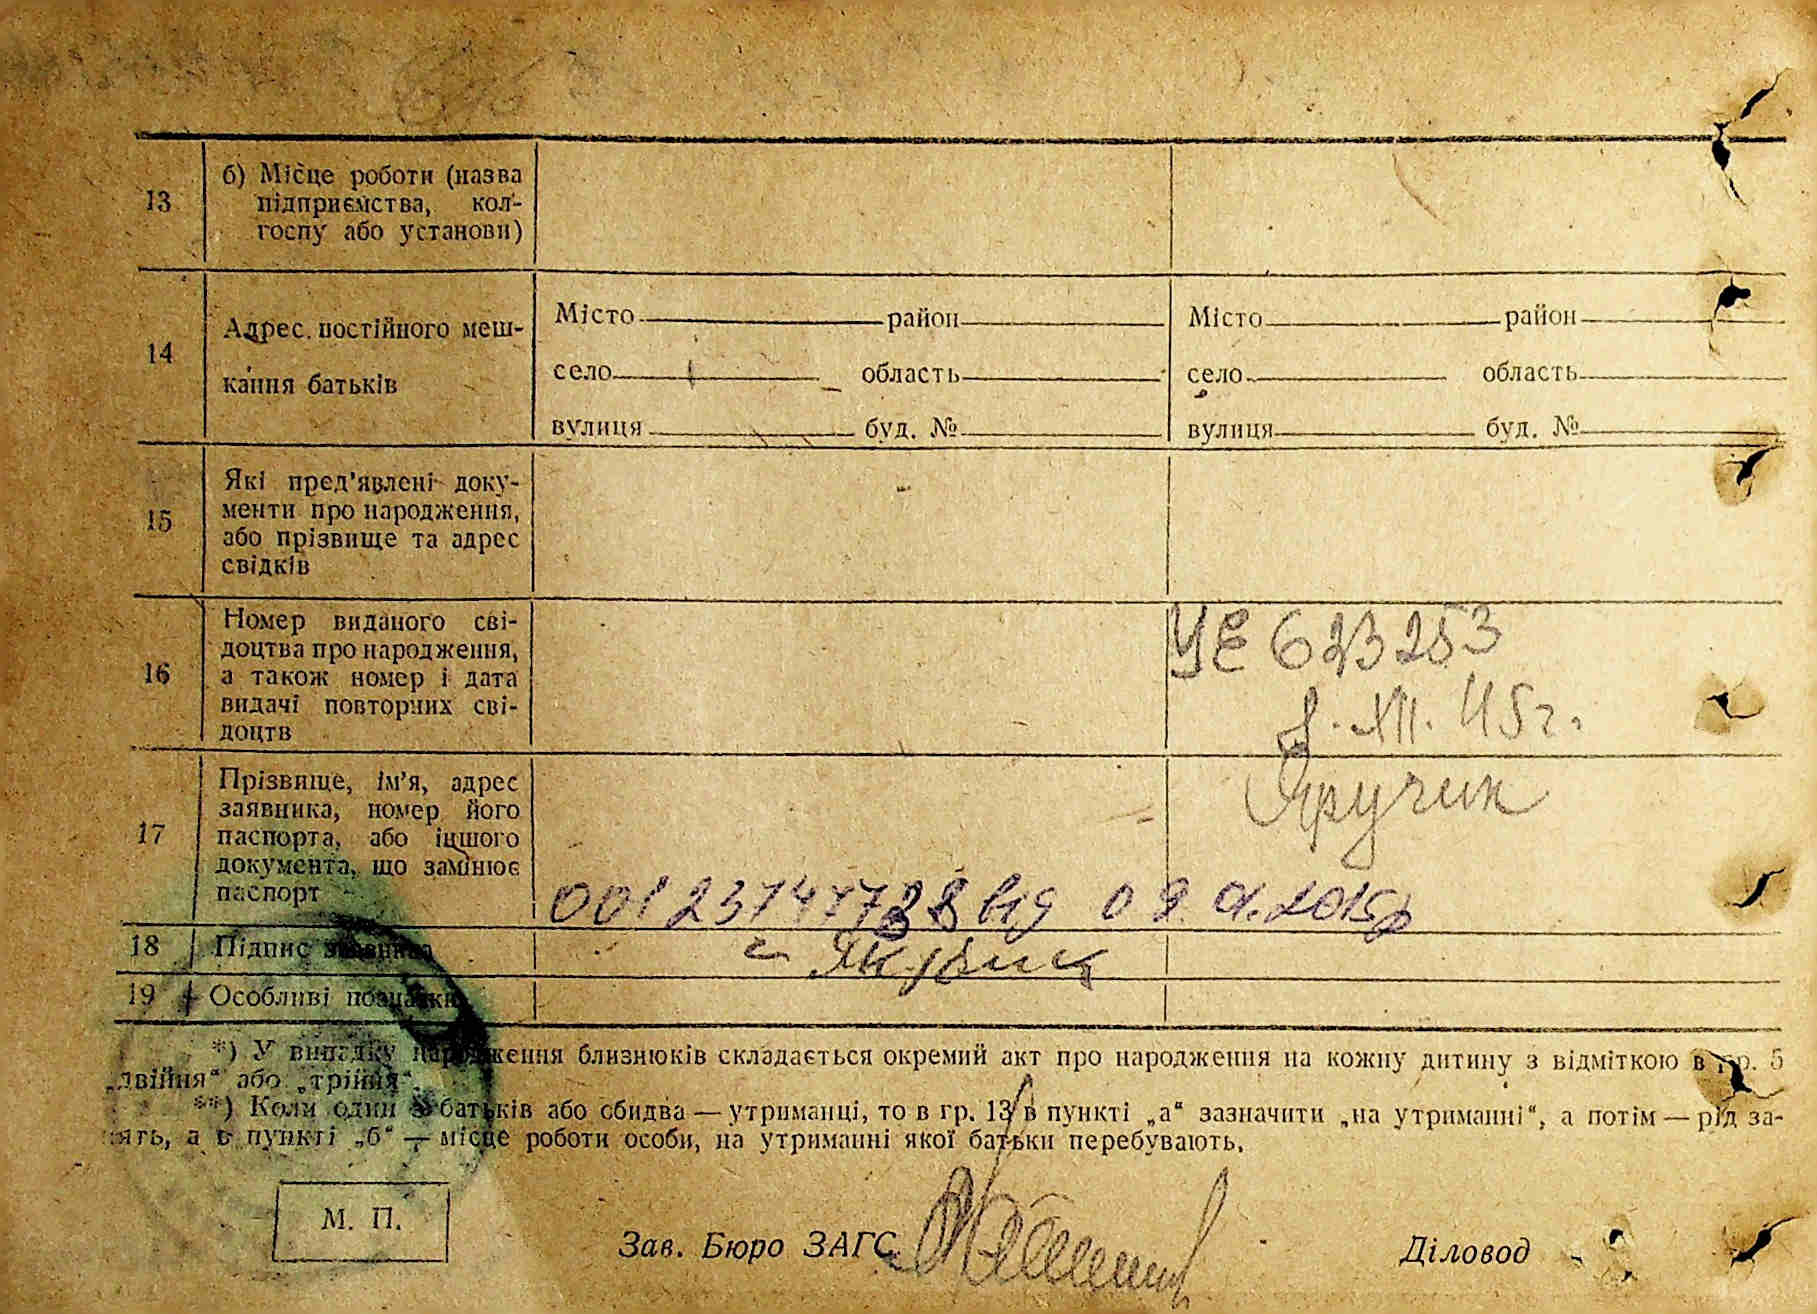 13
б) Місце роботи (назва
підприємства, кол-
госпу або установи)
14
Адрес постійного меш-
кання батьків
Місто район
село область
вулиця буд. №
Місто район
село область
вулиця буд. №
15
Які пред'явлені доку-
менти про народження,
або прізвище та адрес
свідків
16
Номер виданого сві-
доцтва про народження,
а також номер і дата
видачі повторних сві-
доцтв
УЕ 623253
XII. 45г.
17
Прізвище, ім'я, адрес
заявника, номер його
паспорта, або іншого
документа, що замінює
паспорт
від 09.01.2015р
18 Підпис заявника
19 Особливі позначки
*) У випадку народження близнюків складається окремий акт про народження на кожну дитину з відміткою в гр. 5
„двійня“ або „трійня“.
**) Коли один з батьків або обидва — утриманці, то в гр. 13 в пункті „а“ зазначити „на утриманні“, а потім — рід за-
нять, а в пункті „б“ — місце роботи особи, на утриманні якої батьки перебувають.
М. П.
Зав. Бюро ЗАГС
Діловод